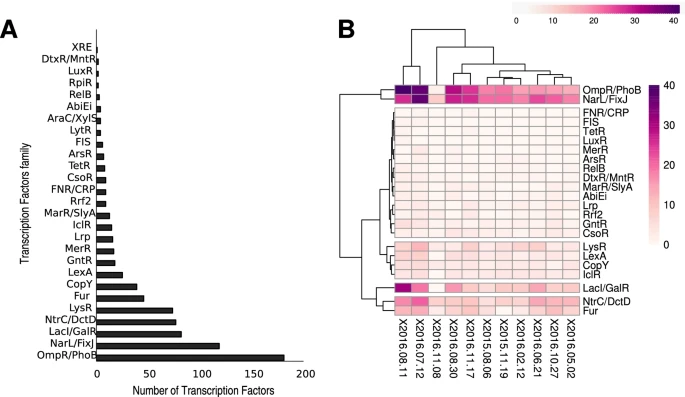 A
Transcription Factors family
XRE
DtxR/MntR
LuxR
RpiR
RelB
AbiEi
AraC/XylS
LytR
FIS
ArsR
TetR
CsoR
FNR/CRP
Rrf2
MarR/SlyA
IclR
Lrp
MerR
GntR
LexA
CopY
Fur
LysR
NtrC/DctD
LacI/GalR
NarL/FixJ
OmpR/PhoB
0 50 100 150 200
Number of Transcription Factors
B
0 10 20 30 40
OmpR/PhoB
NarL/FixJ
FNR/CRP
FIS
TetR
LuxR
MerR
ArsR
RelB
DtxR/MntR
MarR/SlyA
AbiEi
Lrp
Rrf2
GntR
CsoR
LysR
LexA
CopY
IclR
LacI/GalR
NtrC/DctD
Fur
40
30
20
10
0
X2016.08.11
X2016.07.12
X2016.11.08
X2016.08.30
X2016.11.17
X2015.08.06
X2015.11.19
X2016.02.12
X2016.06.21
X2016.10.27
X2016.05.02